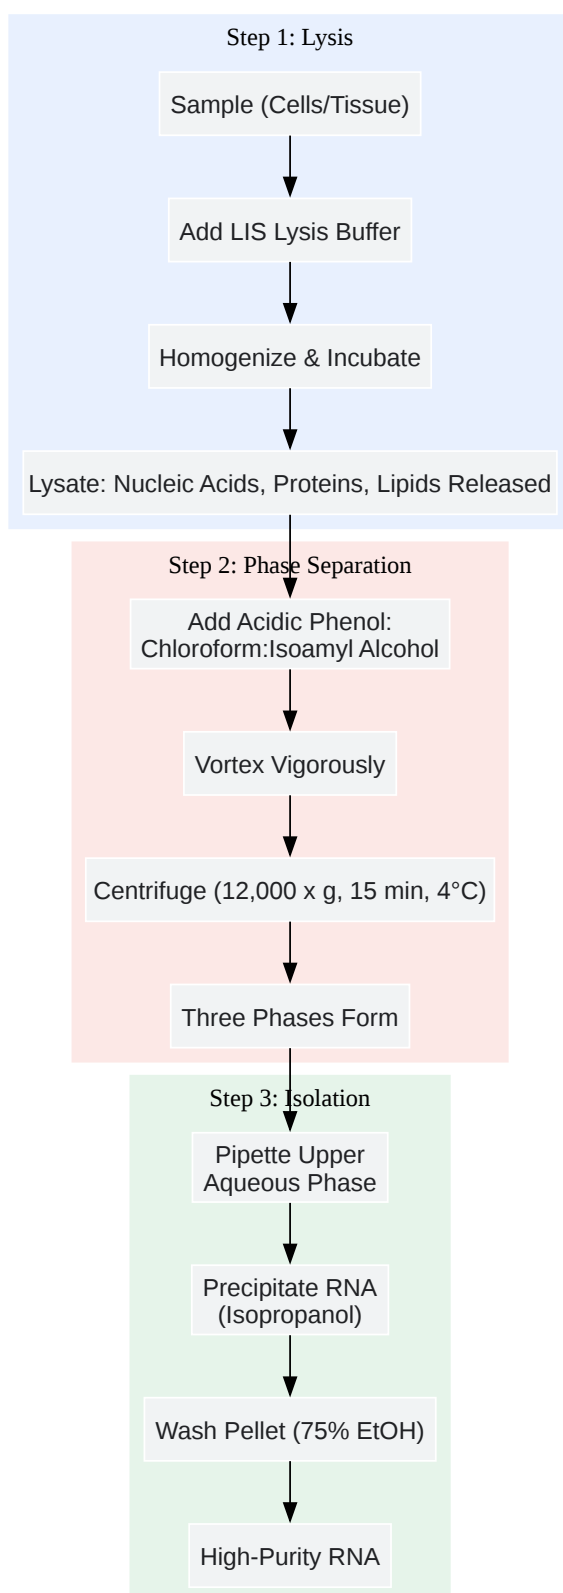 Step 1: Lysis
Sample (Cells/Tissue)
Add LIS Lysis Buffer
Homogenize & Incubate
Lysate: Nucleic Acids, Proteins, Lipids Released
Step 2: Phase Separation
Add Acidic Phenol:
Chloroform:Isoamyl Alcohol
Vortex Vigorously
Centrifuge (12,000 x g, 15 min, 4°C)
Three Phases Form
Step 3: Isolation
Pipette Upper
Aqueous Phase
Precipitate RNA
(Isopropanol)
Wash Pellet (75% EtOH)
High-Purity RNA